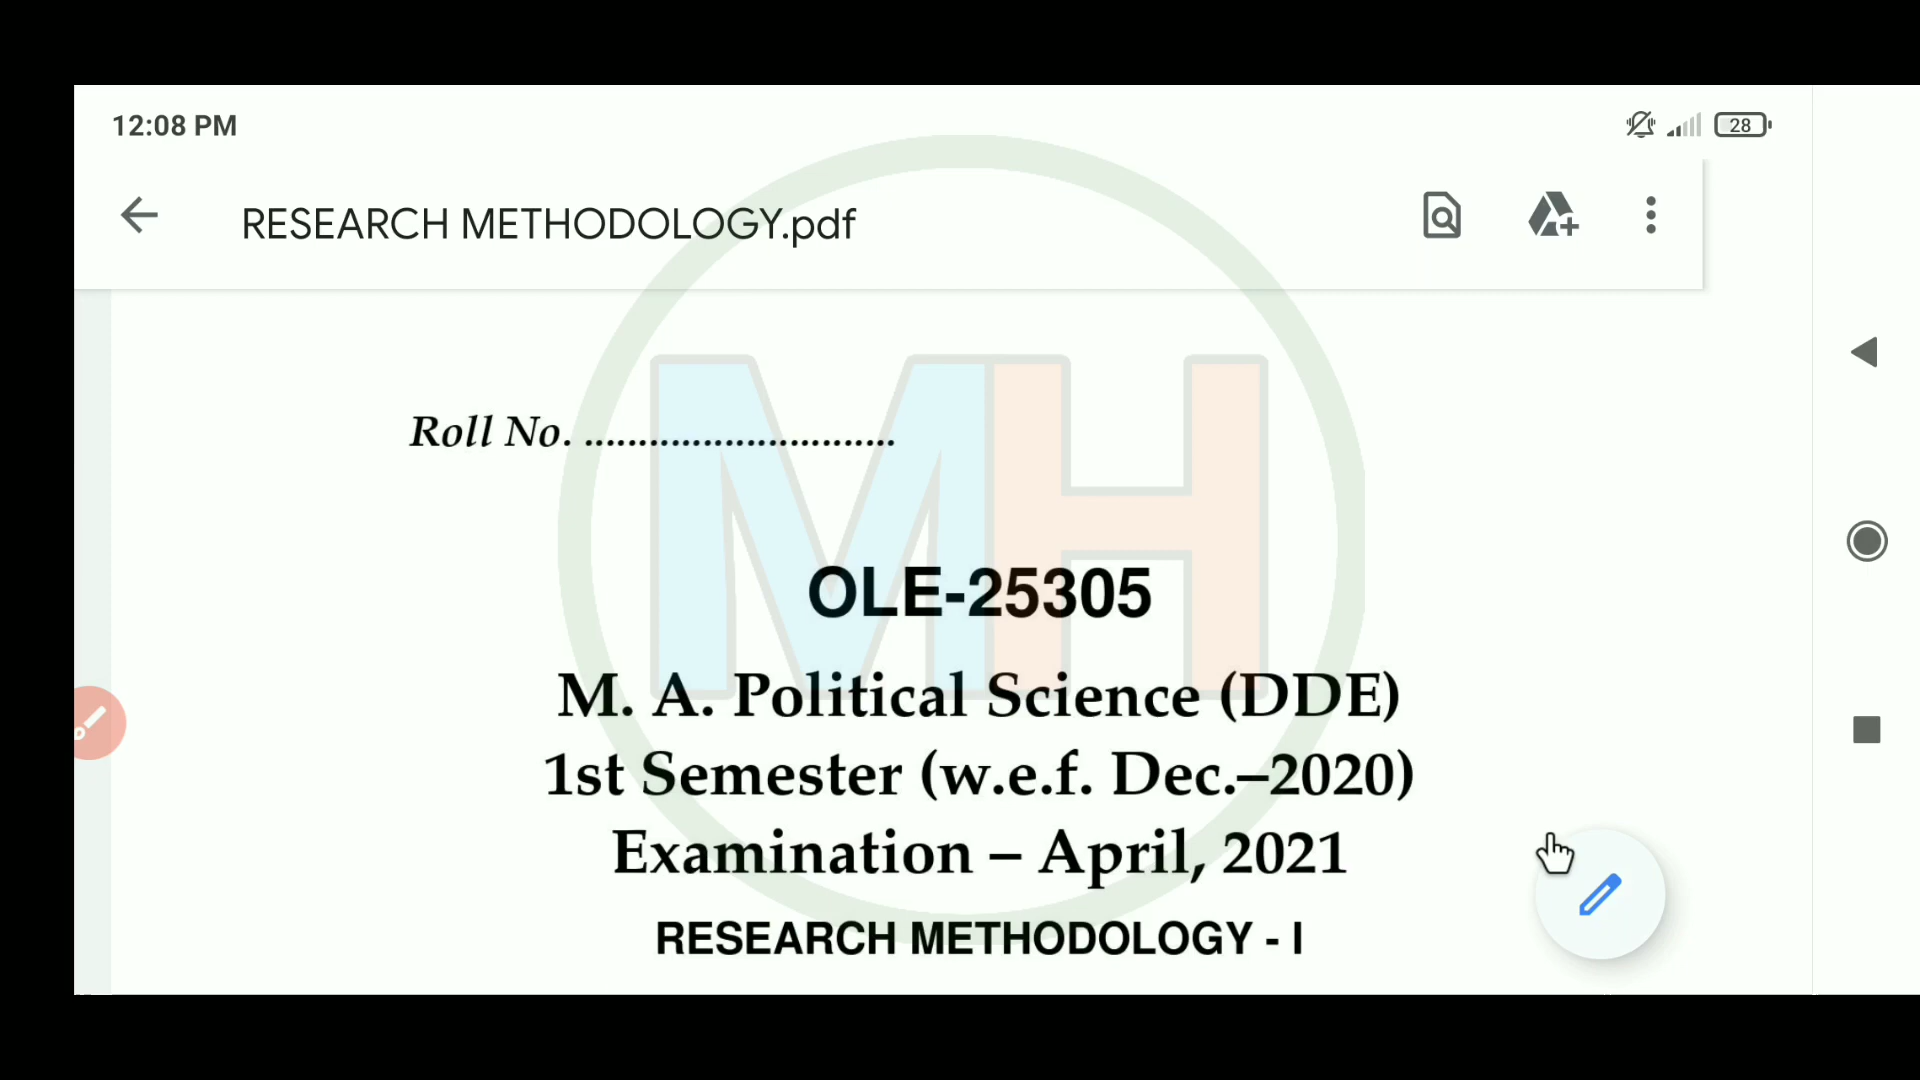 12:08 PM
28
RESEARCH METHODOLOGY.pdf
Roll No. .............................
MH
OLE-25305
M. A. Political Science (DDE)
1st Semester (w.e.f. Dec.–2020)
Examination – April, 2021
RESEARCH METHODOLOGY - I